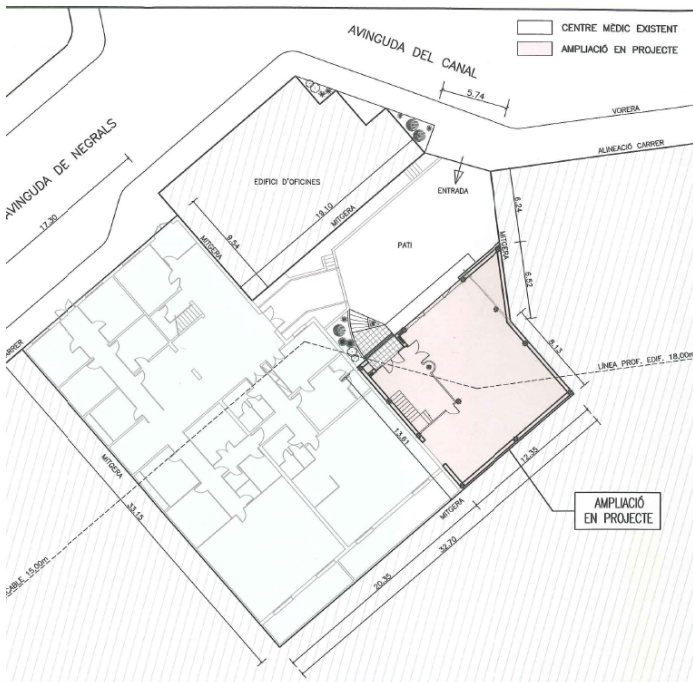 CENTRE MÈDIC EXISTENT
AMPLIACIÓ EN PROJECTE
AVINGUDA DEL CANAL
5.74
VORERA
ALINEACIÓ CARRER
AVINGUDA DE NEGRALS
17.30
EDIFICI D'OFICINES
19.10
MITGERA
9.54
ENTRADA
PATI
6.24
MITGERA
6.62
MITGERA
8.13
LÍNEA PROF. EDIF. 18.00m
CARRER
13.61
12.35
MITGERA
AMPLIACIÓ
EN PROJECTE
MITGERA
33.15
32.70
20.35
CABLE 15.00m